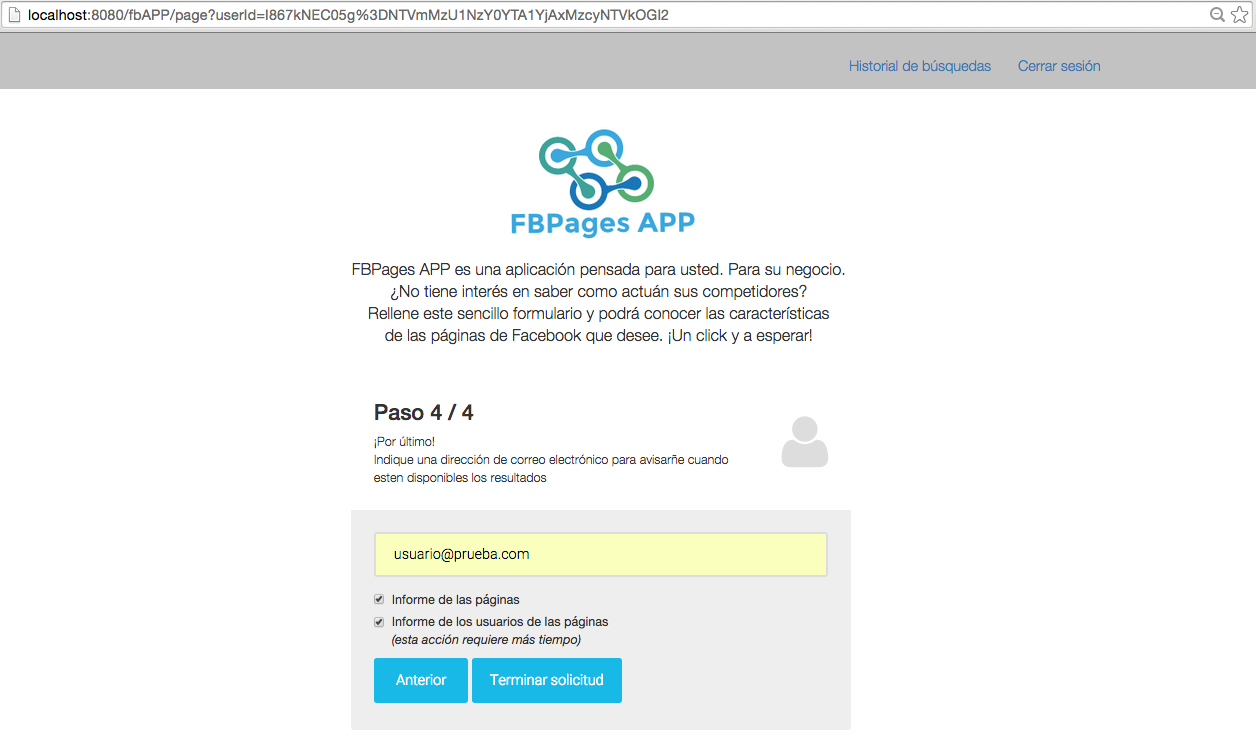 localhost:8080/fbAPP/page?userId=I867kNEC05g%3DNTVmMzU1NzY0YTA1YjAxMzcyNTVkOGI2
Historial de búsquedas Cerrar sesión
FBPages APP
FBPages APP es una aplicación pensada para usted. Para su negocio.
¿No tiene interés en saber como actuán sus competidores?
Rellene este sencillo formulario y podrá conocer las características
de las páginas de Facebook que desee. ¡Un click y a esperar!
Paso 4 / 4
¡Por último!
Indique una dirección de correo electrónico para avisarñe cuando
esten disponibles los resultados
usuario@prueba.com
Informe de las páginas
Informe de los usuarios de las páginas
(esta acción requiere más tiempo)
Anterior Terminar solicitud